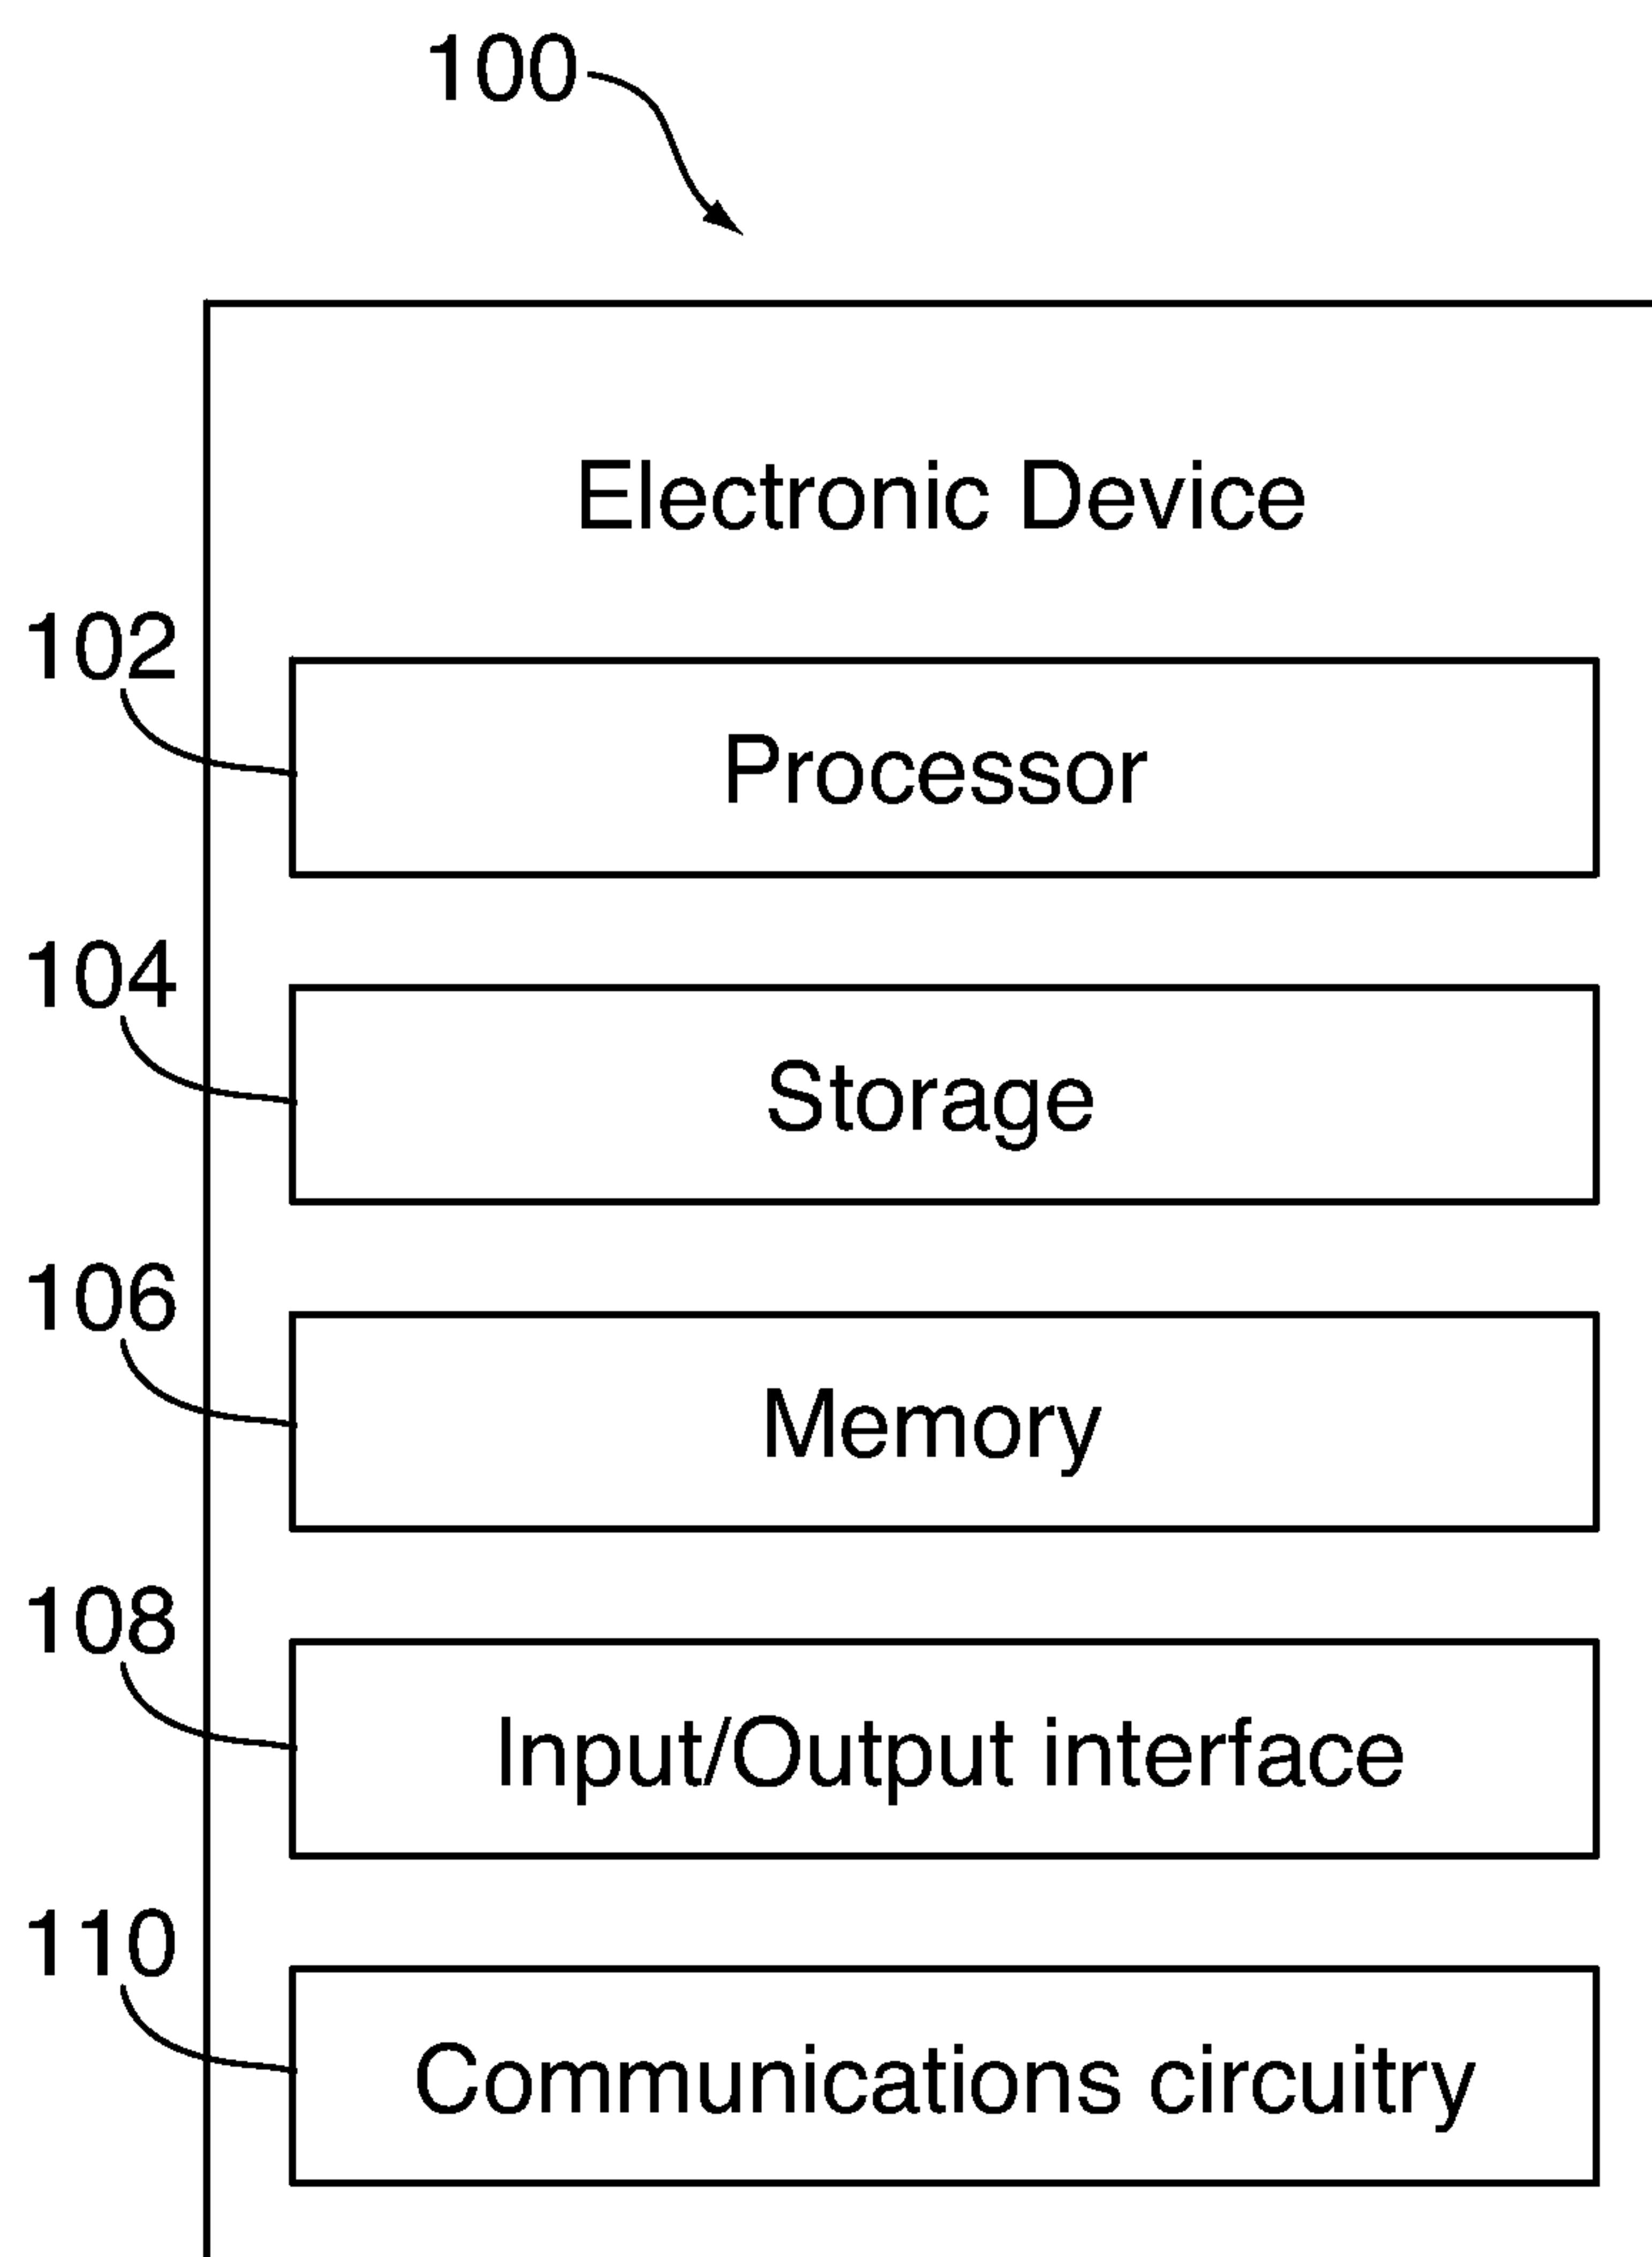 100
Electronic Device
102
Processor
104
Storage
106
Memory
108
Input/Output interface
110
Communications circuitry